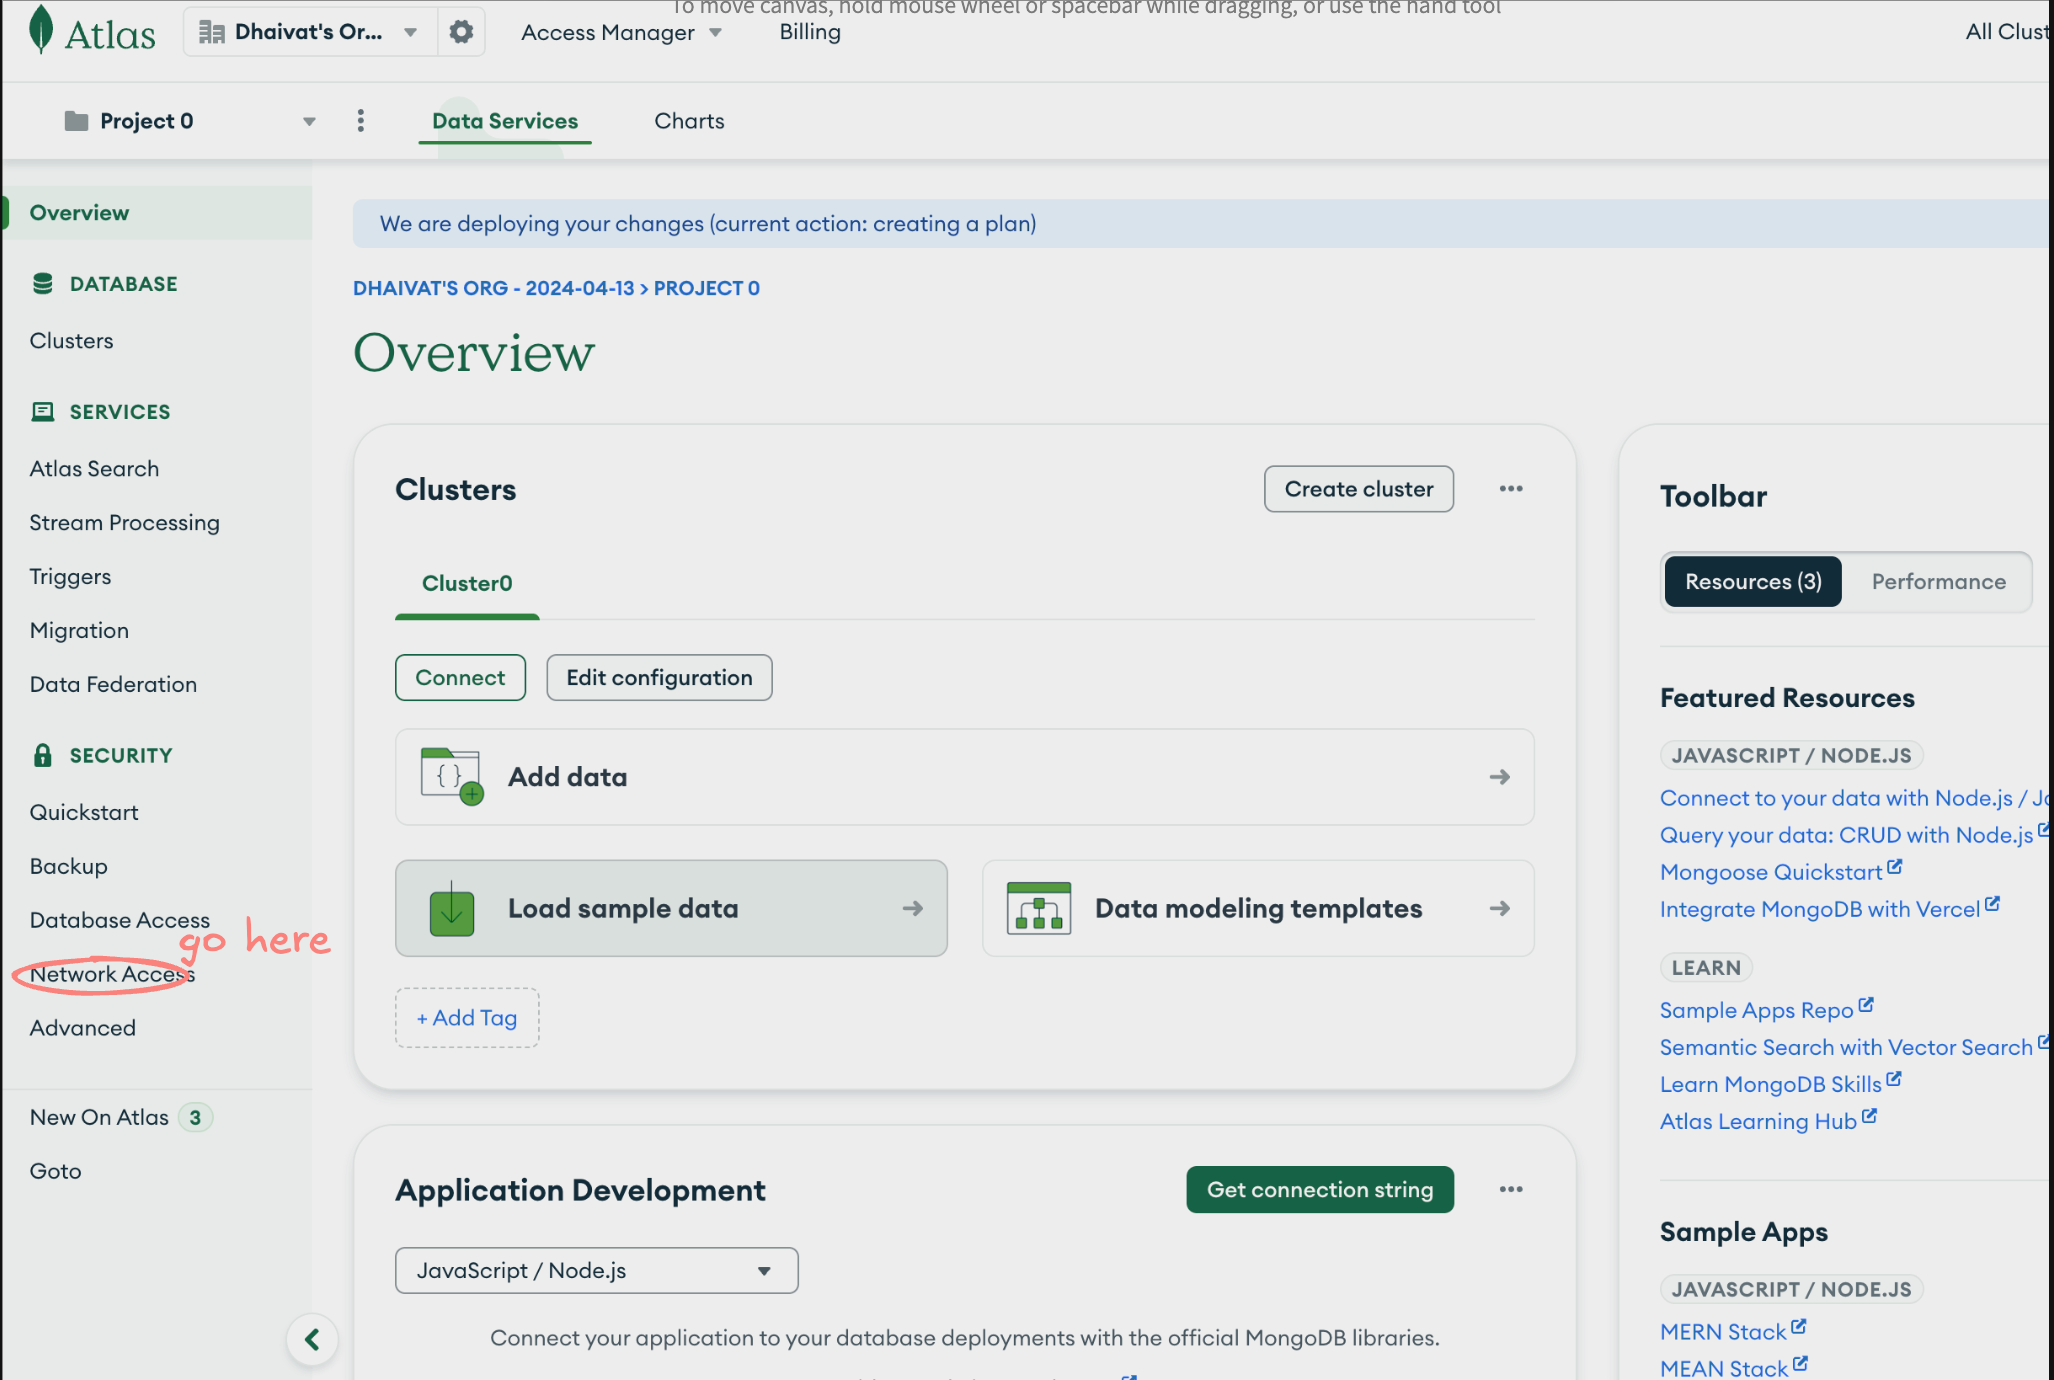 To move canvas, hold mouse wheel or spacebar while dragging, or use the hand tool
Atlas
Dhaivat's Or...
Access Manager
Billing
All Clust
Project 0
Data Services
Charts
Overview
DATABASE
Clusters
SERVICES
Atlas Search
Stream Processing
Triggers
Migration
Data Federation
SECURITY
Quickstart
Backup
Database Access
go here
Network Access
Advanced
New On Atlas 3
Goto
We are deploying your changes (current action: creating a plan)
DHAIVAT'S ORG - 2024-04-13 > PROJECT 0
Overview
Clusters
Create cluster
Cluster0
Connect
Edit configuration
{ }
Add data
Load sample data
Data modeling templates
+ Add Tag
Application Development
Get connection string
JavaScript / Node.js
Connect your application to your database deployments with the official MongoDB libraries.
Toolbar
Resources (3)
Performance
Featured Resources
JAVASCRIPT / NODE.JS
Connect to your data with Node.js / Ja
Query your data: CRUD with Node.js
Mongoose Quickstart
Integrate MongoDB with Vercel
LEARN
Sample Apps Repo
Semantic Search with Vector Search
Learn MongoDB Skills
Atlas Learning Hub
Sample Apps
JAVASCRIPT / NODE.JS
MERN Stack
MEAN Stack